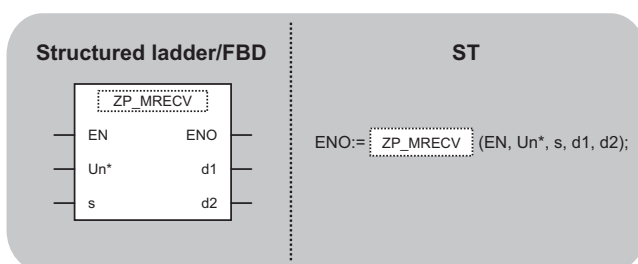 Structured ladder/FBD
ZP_MRECV
EN ENO
Un* d1
s d2
ST
ENO:= ZP_MRECV (EN, Un*, s, d1, d2);